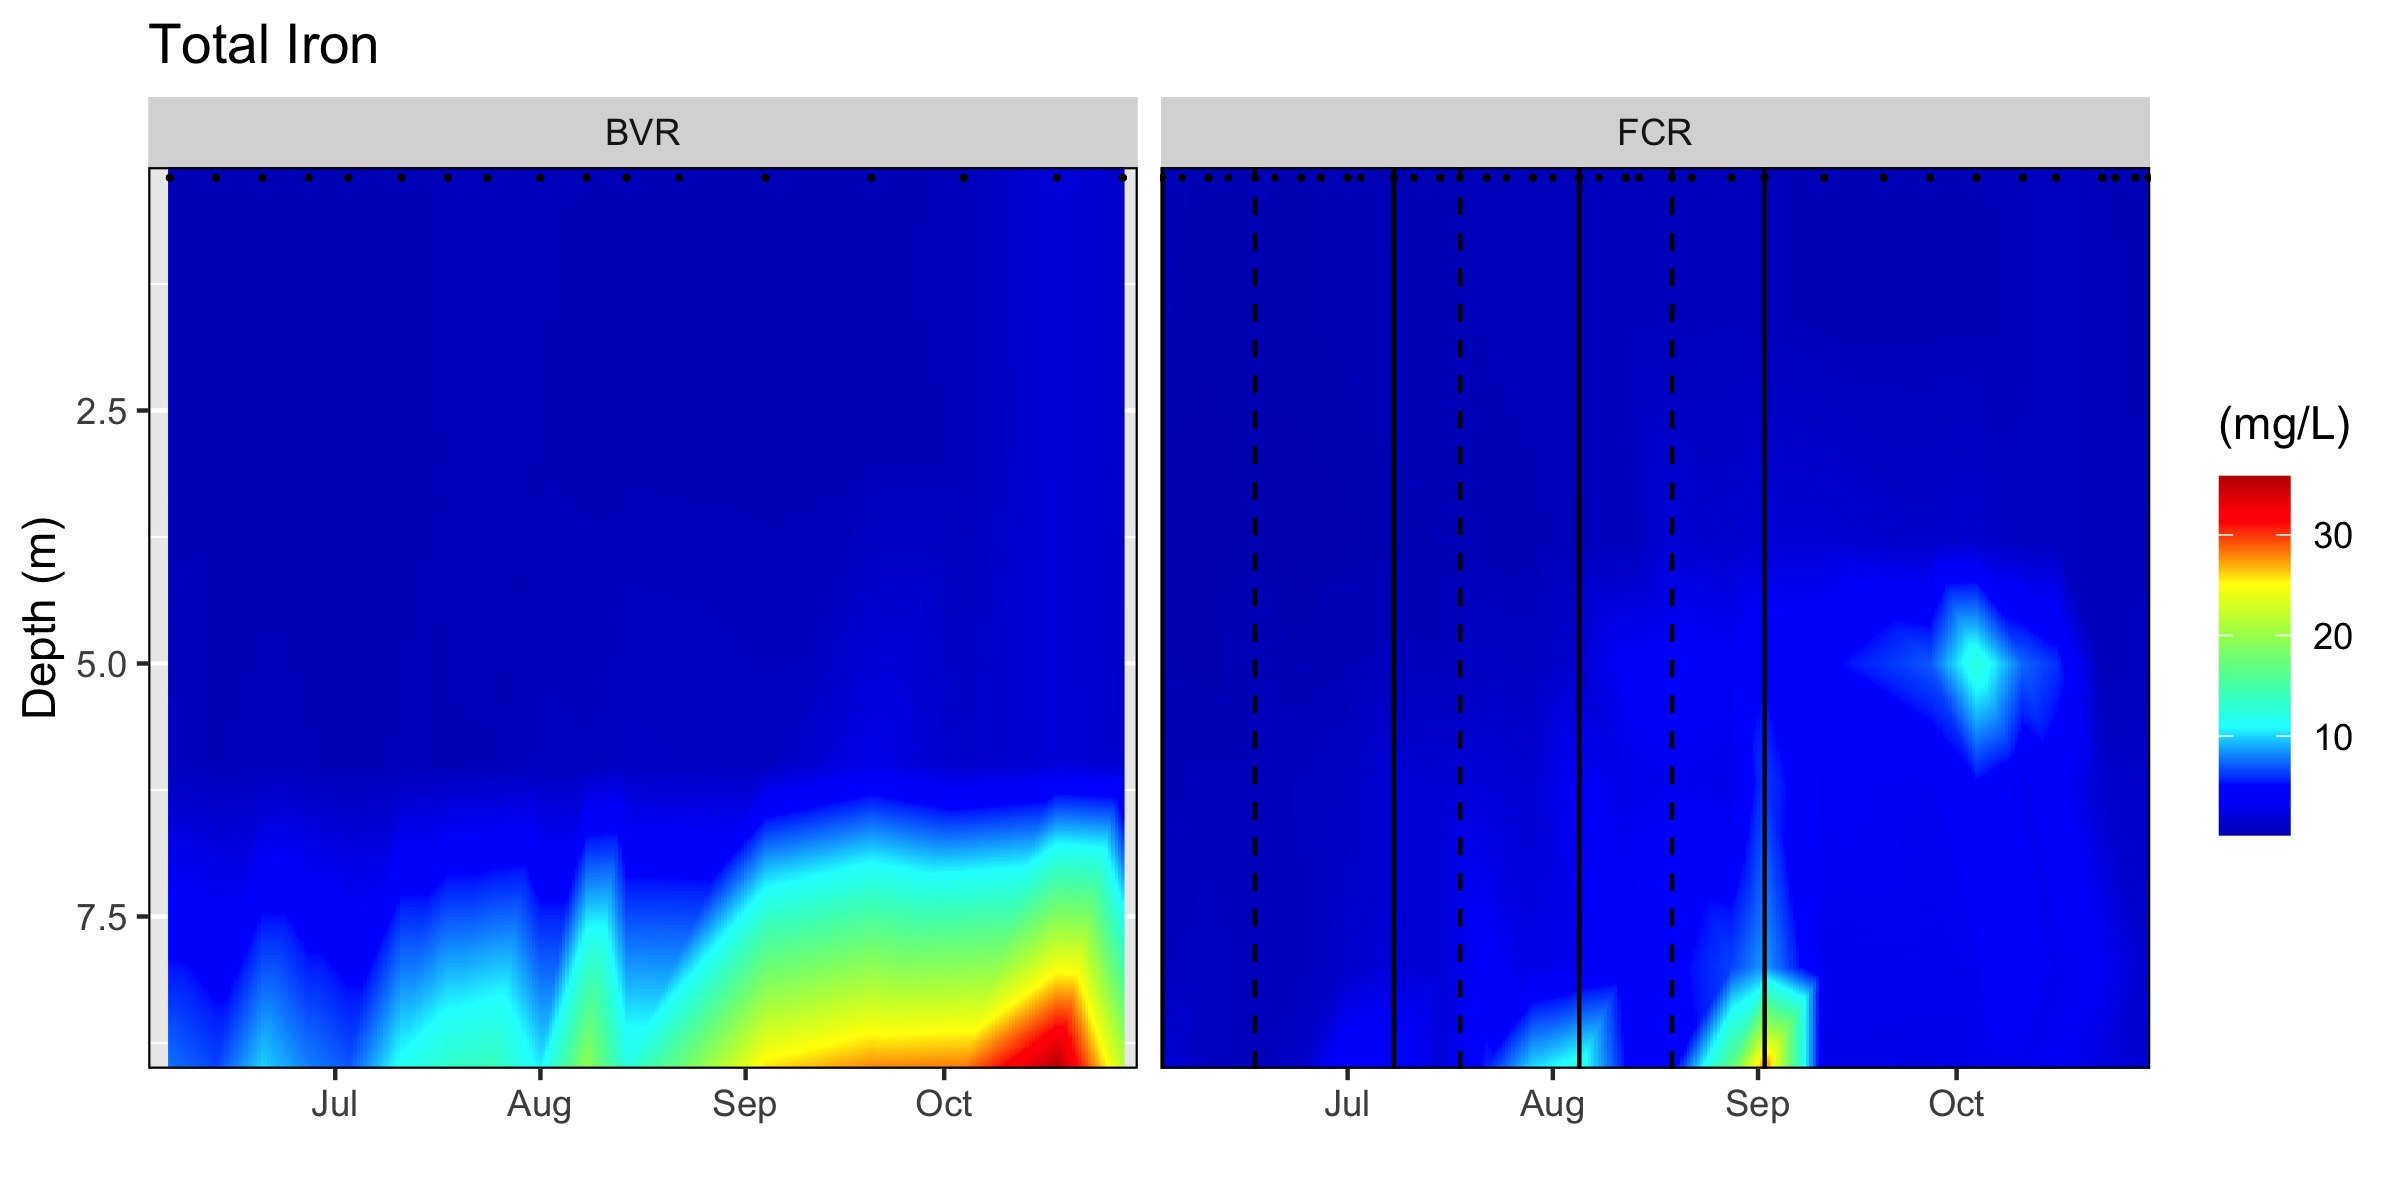 Total Iron
BVR
FCR
Depth (m)
2.5
5.0
7.5
Jul
Aug
Sep
Oct
Jul
Aug
Sep
Oct
(mg/L)
30
20
10